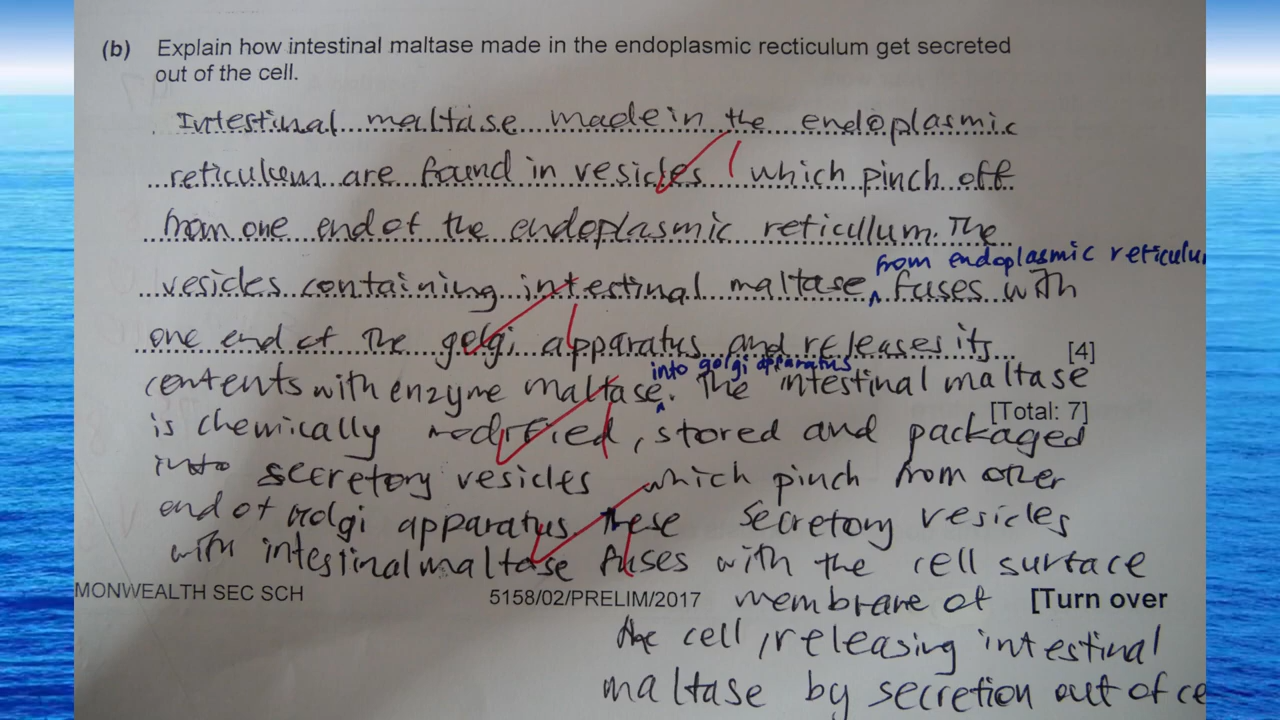 (b) Explain how intestinal maltase made in the endoplasmic recticulum get secreted
out of the cell.
Intestinal maltase made in the endoplasmic
reticulum are found in vesicles which pinch off
from one end of the endoplasmic reticullum. The
from endoplasmic reticulu
vesicles containing intestinal maltase ^ fuses with
one end of the golgi apparatus and releases its
[4]
into golgi apparatus
contents with enzyme maltase ^. The intestinal maltase
[Total: 7]
is chemically modified, stored and packaged
into secretory vesicles which pinch from other
end of Golgi apparatus. These secretory vesicles
with intestinal maltase fuses with the cell surface
MONWEALTH SEC SCH 5158/02/PRELIM/2017 [Turn over
membrane of
the cell, releasing intestinal
maltase by secretion out of ce